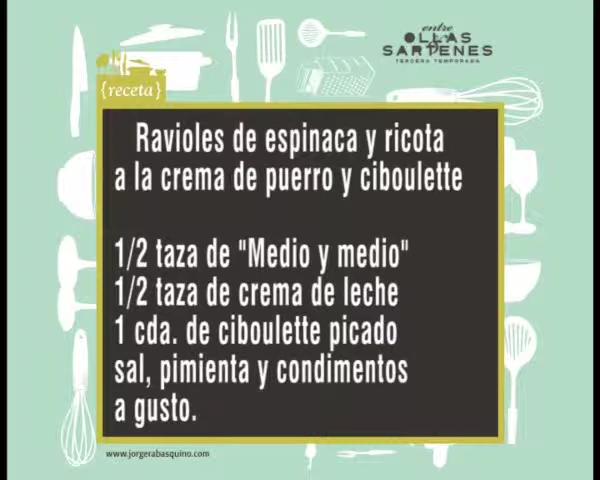 entre
OLLAS
& SARTENES
TERCERA TEMPORADA
{receta}
Ravioles de espinaca y ricota
a la crema de puerro y ciboulette
1/2 taza de "Medio y medio"
1/2 taza de crema de leche
1 cda. de ciboulette picado
sal, pimienta y condimentos
a gusto.
www.jorgerabasquino.com